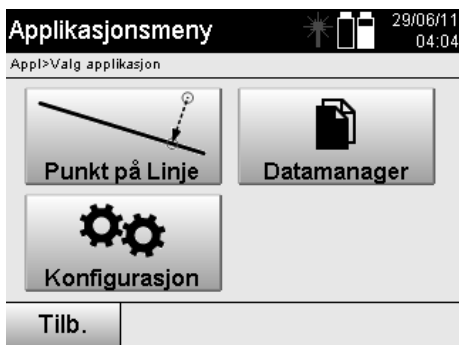 Applikasjonsmeny
29/06/11
04:04
Appl>Valg applikasjon
Punkt på Linje
Datamanager
Konfigurasjon
Tilb.